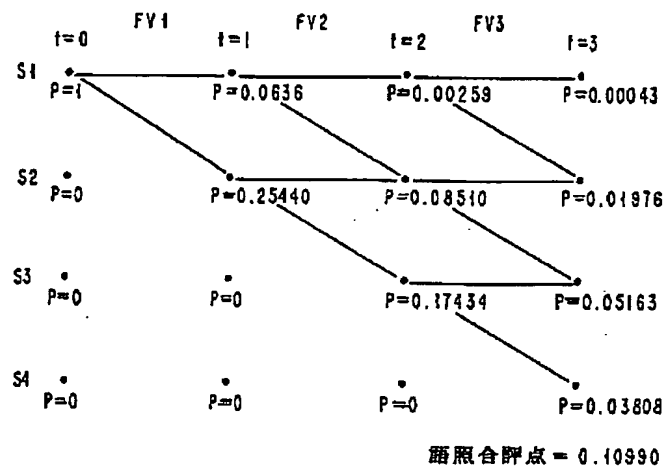 FV1 FV2 FV3
t=0 t=1 t=2 t=3
S1
P=1 P=0.0636 P=0.00259 P=0.00043
S2
P=0 P=0.25440 P=0.08510 P=0.01976
S3
P=0 P=0 P=0.17434 P=0.05163
S4
P=0 P=0 P=0 P=0.03808
語照合評点 = 0.10990